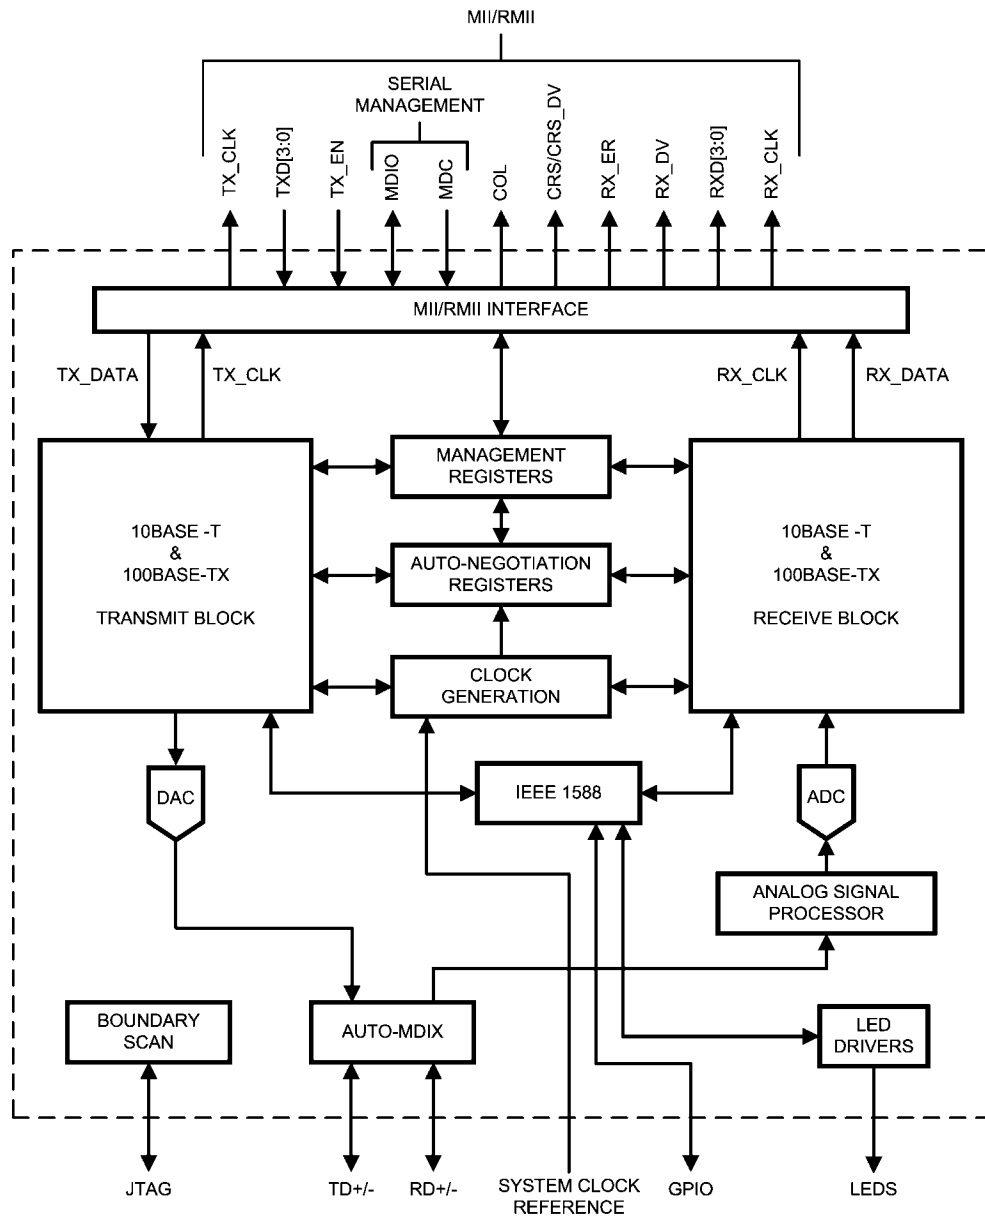 MII/RMII
SERIAL
MANAGEMENT
TX_CLK
TXD[3:0]
TX_EN
MDIO
MDC
COL
CRS/CRS_DV
RX_ER
RX_DV
RXD[3:0]
RX_CLK
MII/RMII INTERFACE
TX_DATA
TX_CLK
RX_CLK
RX_DATA
10BASE -T
&
100BASE-TX
TRANSMIT BLOCK
MANAGEMENT
REGISTERS
AUTO-NEGOTIATION
REGISTERS
CLOCK
GENERATION
10BASE -T
&
100BASE-TX
RECEIVE BLOCK
DAC
IEEE 1588
ADC
ANALOG SIGNAL
PROCESSOR
BOUNDARY
SCAN
AUTO-MDIX
LED
DRIVERS
JTAG
TD+/-
RD+/-
SYSTEM CLOCK
REFERENCE
GPIO
LEDS